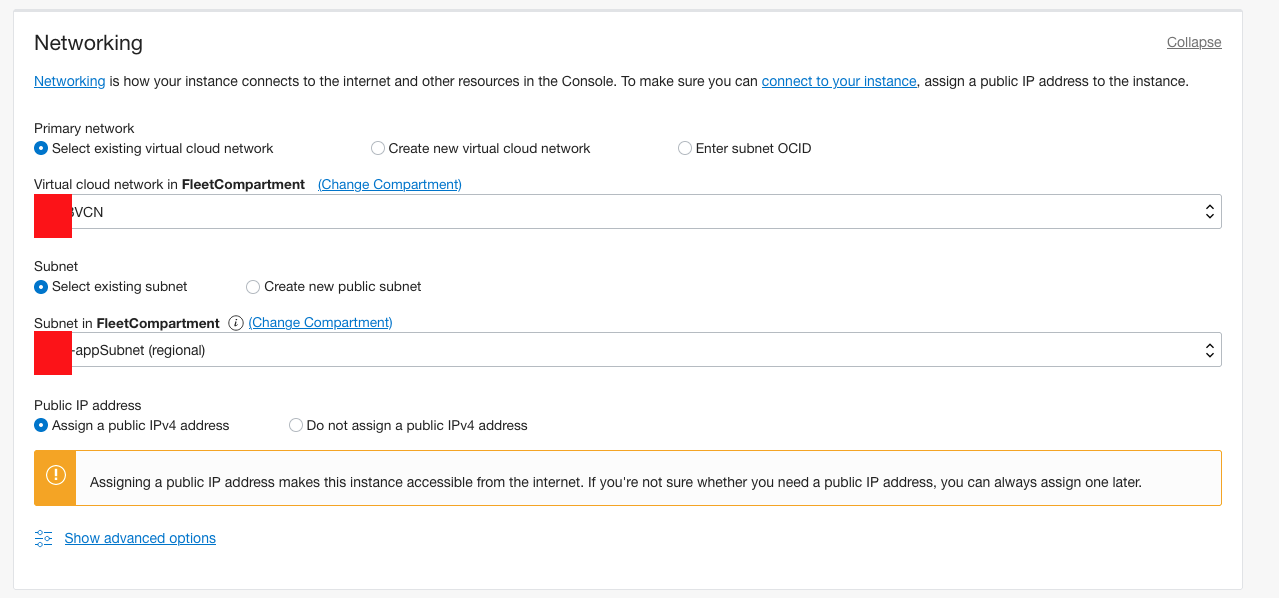 Networking
Collapse
Networking is how your instance connects to the internet and other resources in the Console. To make sure you can connect to your instance, assign a public IP address to the instance.
Primary network
Select existing virtual cloud network
Create new virtual cloud network
Enter subnet OCID
Virtual cloud network in FleetCompartment (Change Compartment)
VCN
Subnet
Select existing subnet
Create new public subnet
Subnet in FleetCompartment (Change Compartment)
-appSubnet (regional)
Public IP address
Assign a public IPv4 address
Do not assign a public IPv4 address
Assigning a public IP address makes this instance accessible from the internet. If you're not sure whether you need a public IP address, you can always assign one later.
Show advanced options